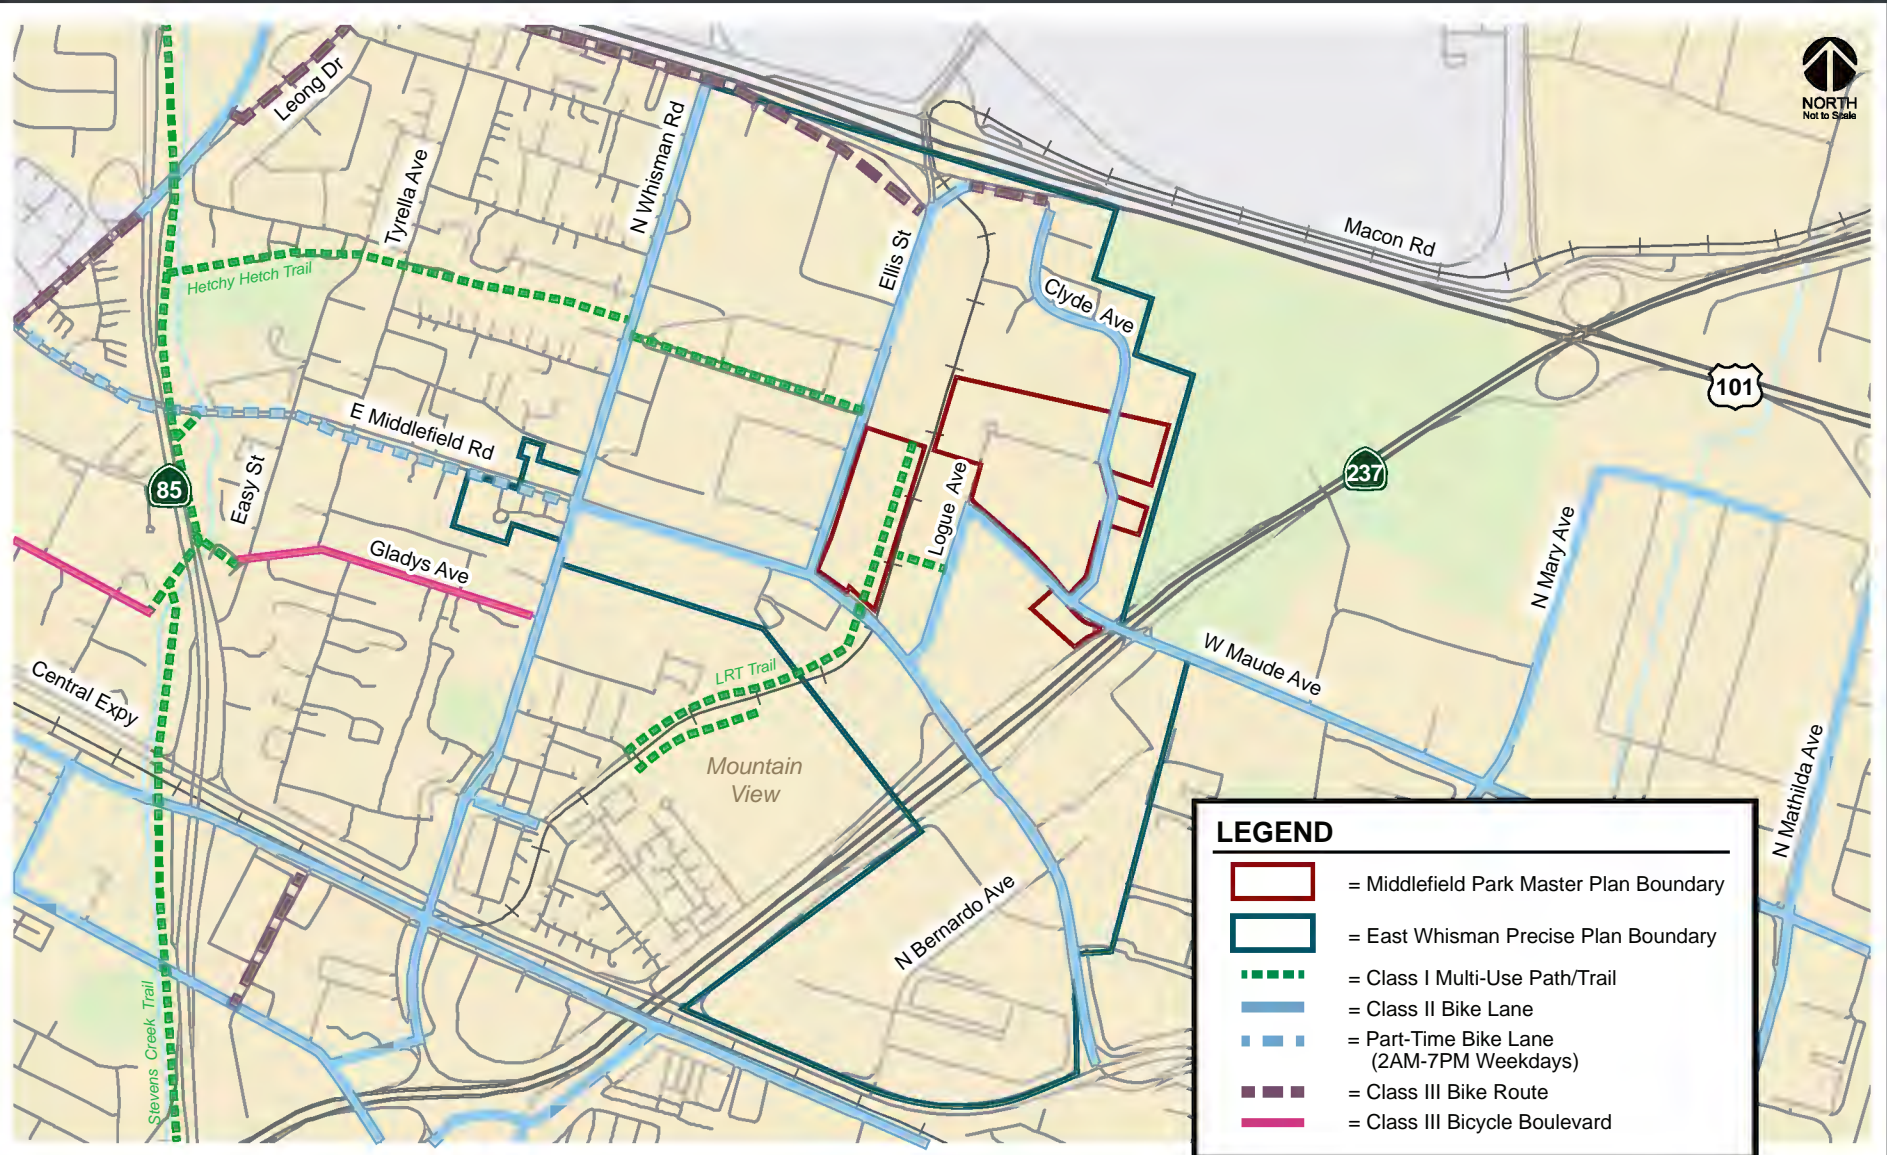 NORTH
Not to Scale
Leong Dr
Tyrella Ave
N Whisman Rd
Ellis St
Macon Rd
Hetchy Hetch Trail
Clyde Ave
101
E Middlefield Rd
85
Easy St
Logue Ave
237
N Mary Ave
Gladys Ave
W Maude Ave
Central Expy
LRT Trail
Mountain
View
N Mathilda Ave
N Bernardo Ave
Stevens Creek Trail
LEGEND
= Middlefield Park Master Plan Boundary
= East Whisman Precise Plan Boundary
= Class I Multi-Use Path/Trail
= Class II Bike Lane
= Part-Time Bike Lane
(2AM-7PM Weekdays)
= Class III Bike Route
= Class III Bicycle Boulevard